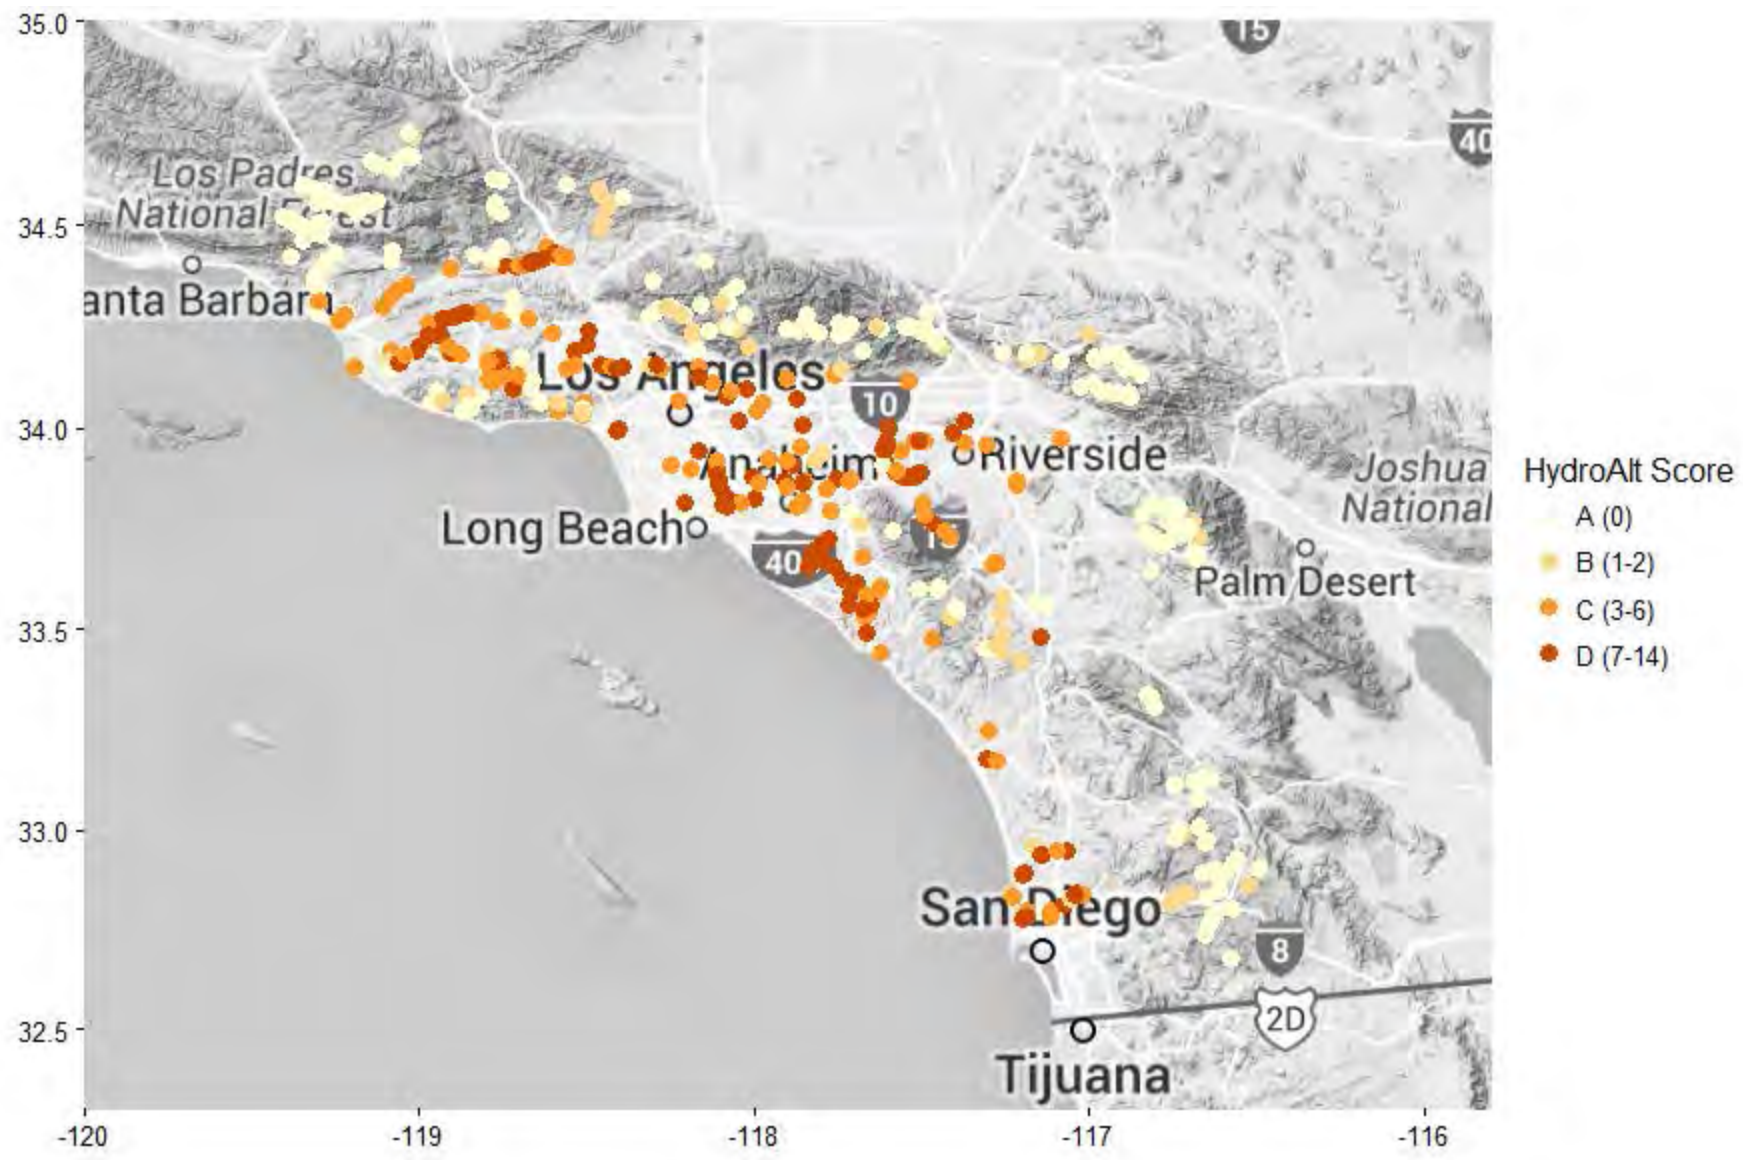 35.0
15
40
Los Padres
National Forest
34.5
anta Barbara
Los Angeles
10
34.0
Anaheim
Riverside
Joshua
National
HydroAlt Score
A (0)
Long Beach
15
40
Palm Desert
B (1-2)
C (3-6)
33.5
D (7-14)
33.0
San Diego
8
2D
32.5
Tijuana
-120
-119
-118
-117
-116